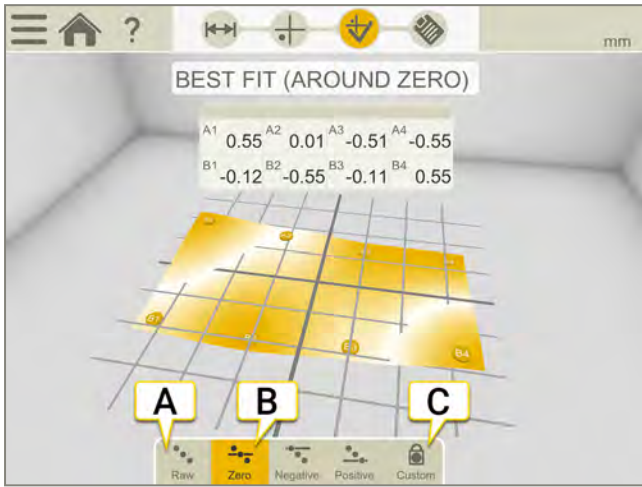 ?
mm
BEST FIT (AROUND ZERO)
A1 0.55 A2 0.01 A3 -0.51 A4 -0.55
B1 -0.12 B2 -0.55 B3 -0.11 B4 0.55
B1
B4
A B C
Raw Zero Negative Positive Custom